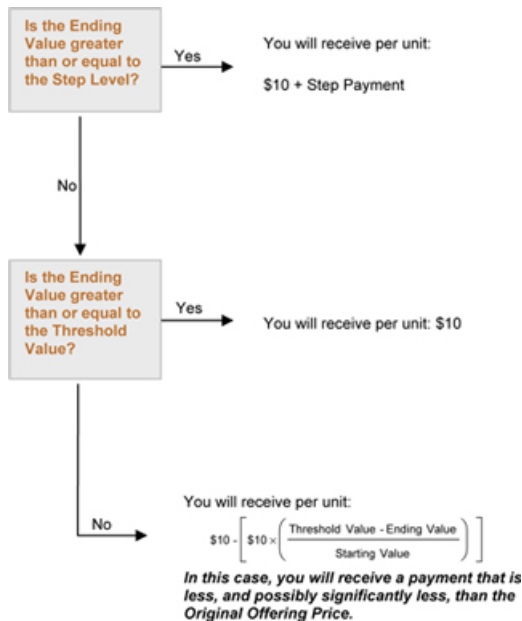 Is the Ending
Value greater
than or equal to
the Step Level?
Yes
You will receive per unit:
$10 + Step Payment
No
Is the Ending
Value greater
than or equal to
the Threshold
Value?
Yes
You will receive per unit: $10
No
You will receive per unit:
$10 - [ $10 × ( Threshold Value - Ending Value / Starting Value ) ]
In this case, you will receive a payment that is
less, and possibly significantly less, than the
Original Offering Price.